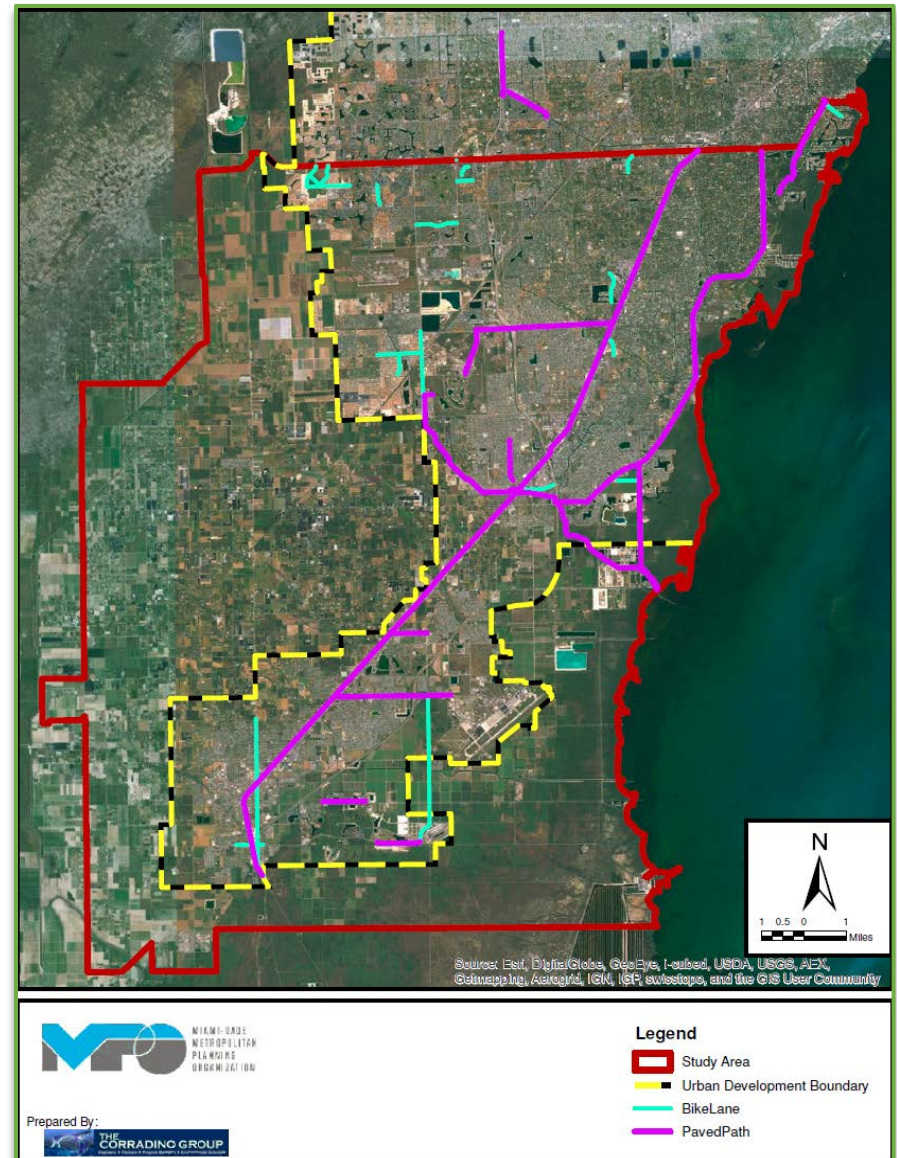 N
1 0.5 0 1
Miles
Source: Esri, DigitalGlobe, GeoEye, i-cubed, USDA, USGS, AEX,
Getmapping, Aerogrid, IGN, IGP, swisstopo, and the GIS User Community
MPO
MIAMI-DADE
METROPOLITAN
PLANNING
ORGANIZATION
Legend
Study Area
Urban Development Boundary
BikeLane
PavedPath
Prepared By:
THE
CORRADINO GROUP